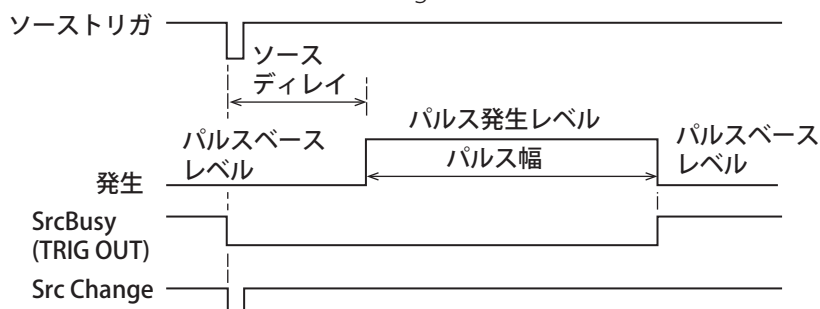 ソーストリガ
ソース
ディレイ
パルス発生レベル
パルスベース
レベル
パルス幅
パルスベース
レベル
発生
SrcBusy
(TRIG OUT)
Src Change